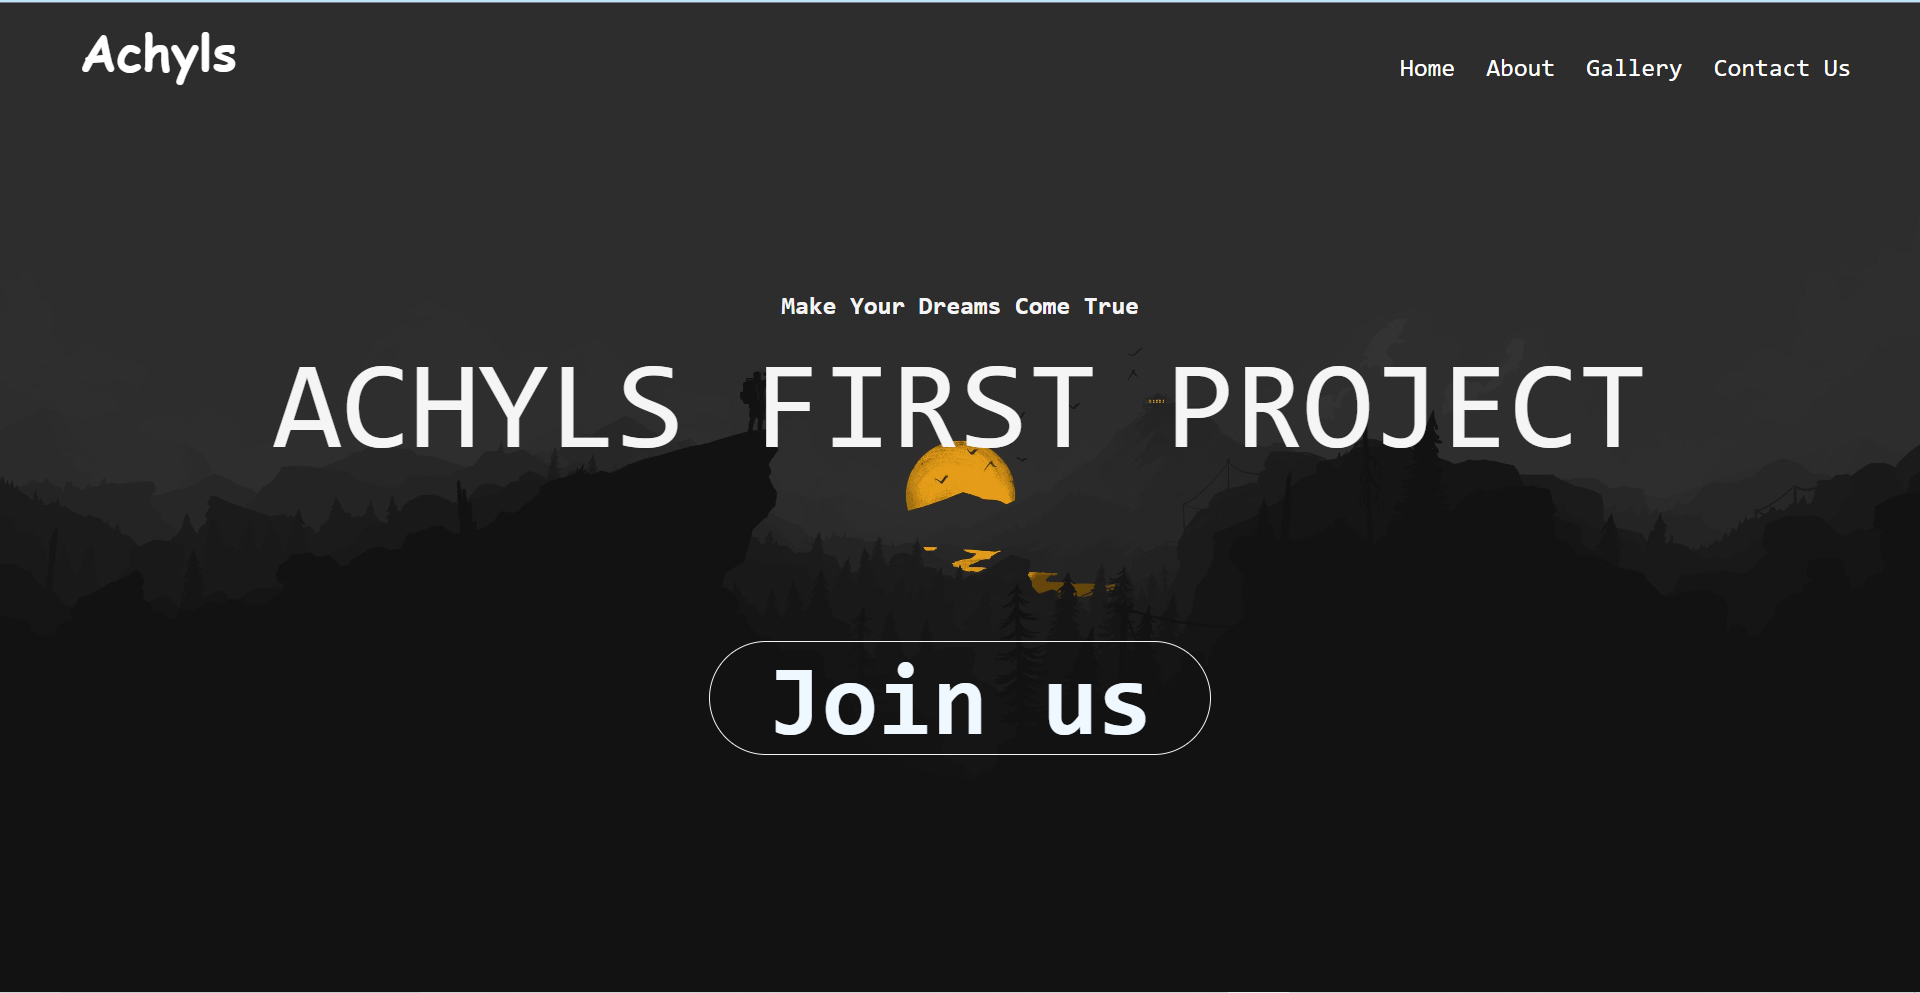 Achyls
Home About Gallery Contact Us
Make Your Dreams Come True
ACHYLS FIRST PROJECT
Join us